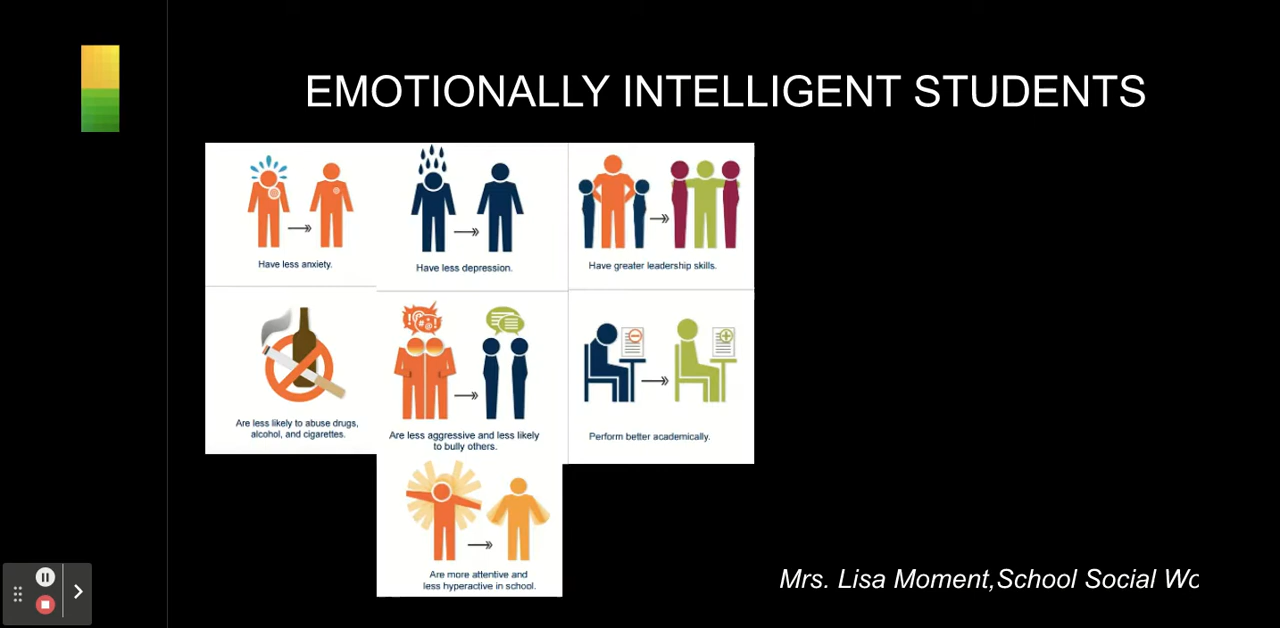 EMOTIONALLY INTELLIGENT STUDENTS
Have less anxiety.
Have less depression.
Have greater leadership skills.
Are less likely to abuse drugs,
alcohol, and cigarettes.
Are less aggressive and less likely
to bully others.
Perform better academically.
Are more attentive and
less hyperactive in school.
Mrs. Lisa Moment,School Social Wo